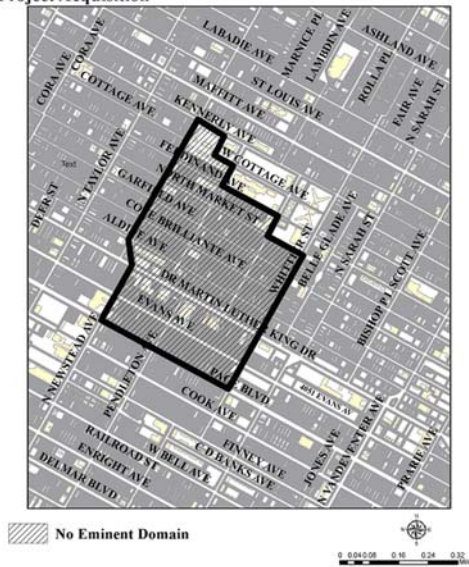 Project Acquisition
LABADIE AVE
MARNICE PL
LAMBDIN AVE
ASHLAND AVE
CORA AVE
CORA AVE
ST LOUIS AVE
ROLLA PL
FAIR AVE
N SARAH ST
COTTAGE AVE
MAFFITT AVE
KENNERLY AVE
Text
N TAYLOR AVE
FERDINAND AVE
W COTTAGE AVE
DEER ST
GARFIELD AVE
NORTH MARKET ST
COTE BRILLIANTE AVE
ALDINE AVE
WHITTIER ST
BELLE GLADE AVE
N SARAH ST
BISHOP P L SCOTT AVE
DR MARTIN LUTHER KING DR
EVANS AVE
N NEWSTEAD AVE
PENDLETON AVE
PAGE BLVD
4051 EVANS AV
COOK AVE
RAILROAD ST
W BELL AVE
FINNEY AVE
C D BANKS AVE
JONES AVE
N VANDEVENTER AVE
PRAIRIE AVE
ENRIGHT AVE
DELMAR BLVD
No Eminent Domain
0 0.04 0.08 0.16 0.24 0.32